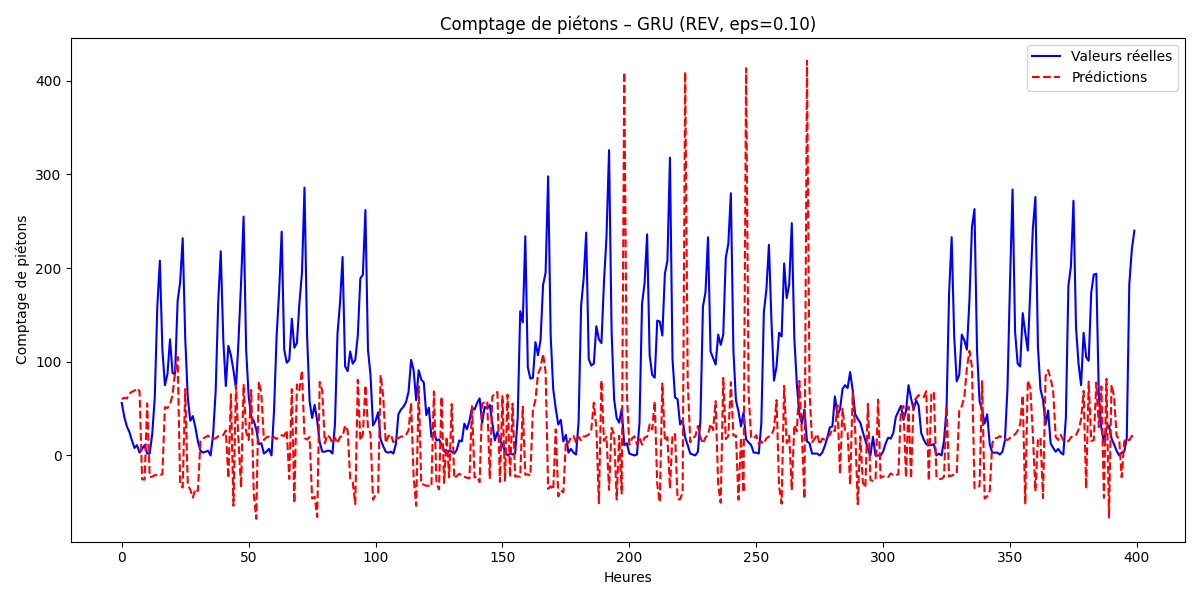 Comptage de piétons – GRU (REV, eps=0.10)
Valeurs réelles
Prédictions
Comptage de piétons
400
300
200
100
0
0 50 100 150 200 250 300 350 400
Heures